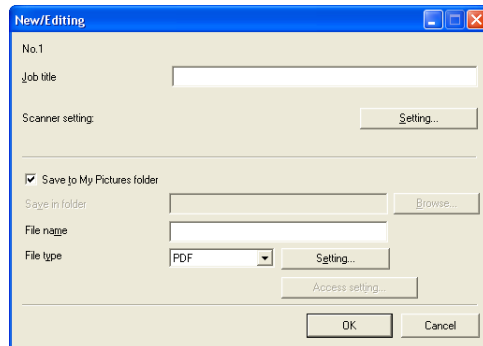 New/Editing
No.1
Job title
Scanner setting: Setting...
Save to My Pictures folder
Save in folder Browse...
File name
File type PDF Setting...
Access setting...
OK Cancel